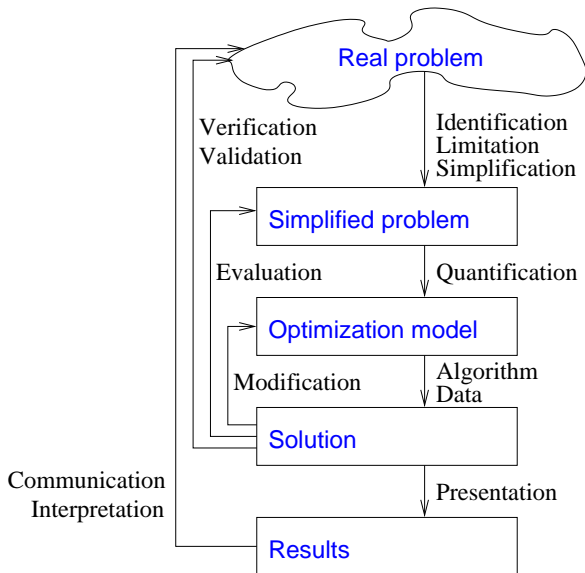 Real problem
Verification
Validation
Identification
Limitation
Simplification
Simplified problem
Evaluation
Quantification
Optimization model
Modification
Algorithm
Data
Solution
Communication
Interpretation
Presentation
Results